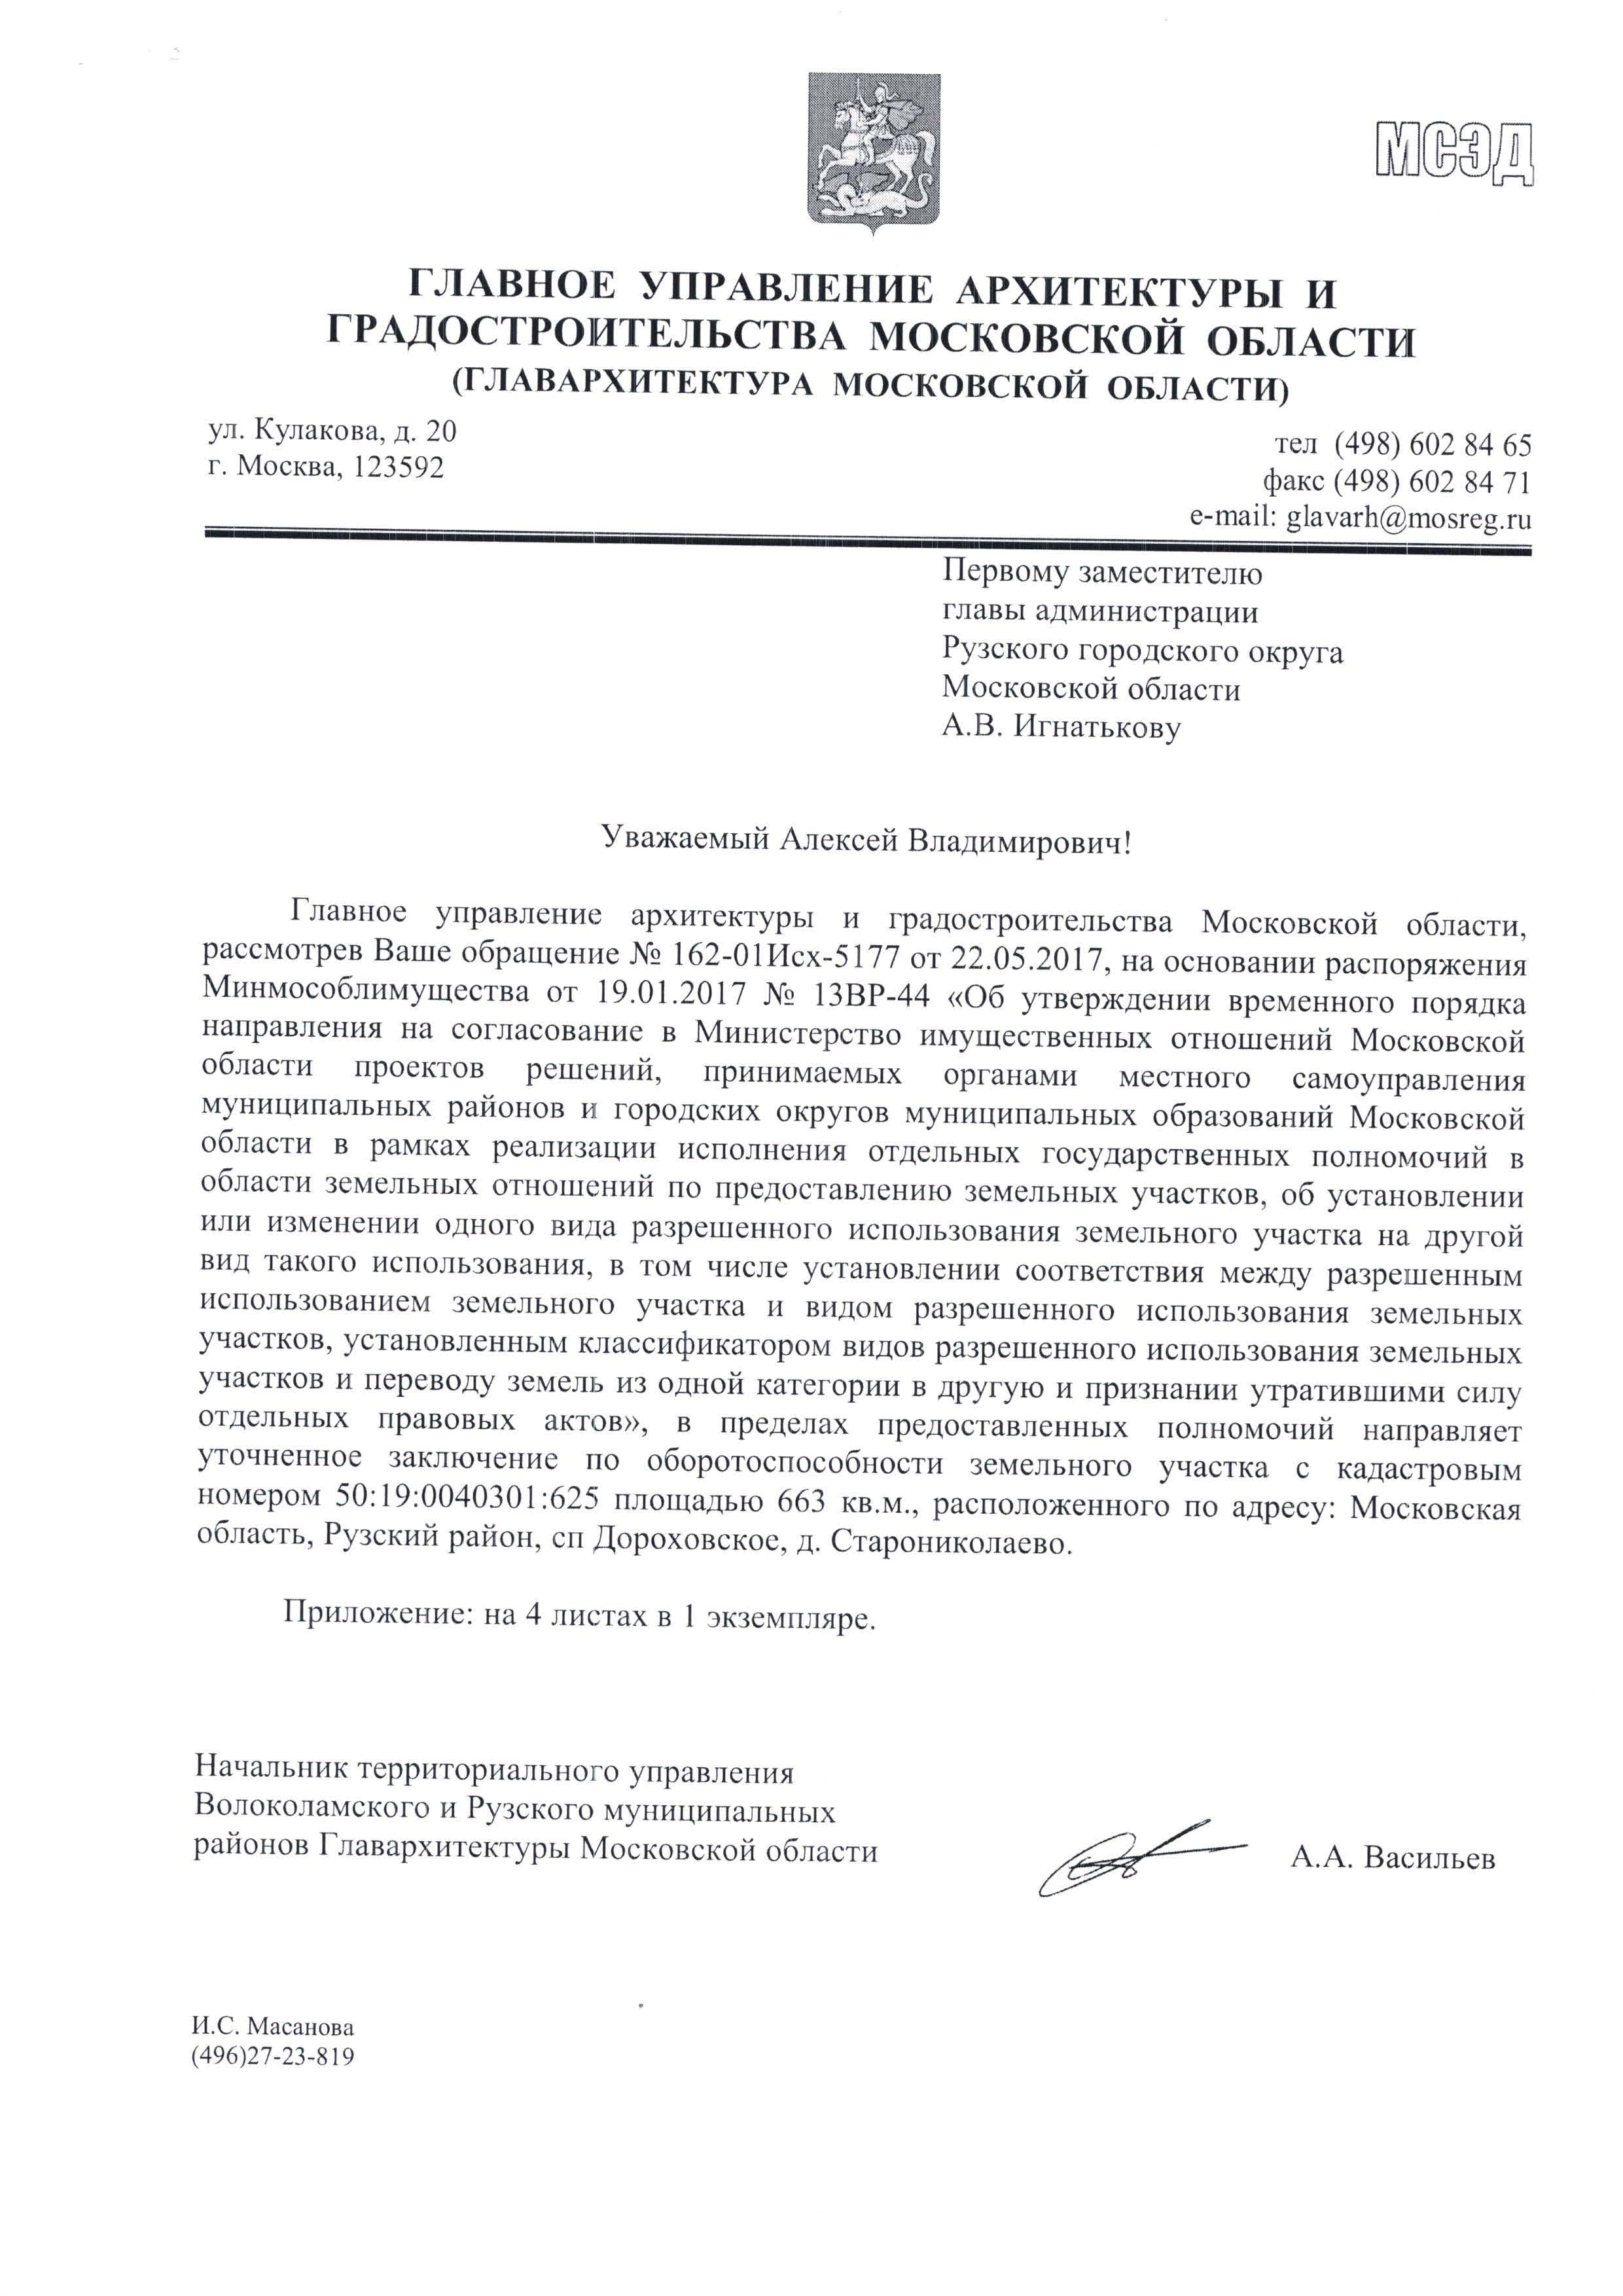 МСЭД
ГЛАВНОЕ УПРАВЛЕНИЕ АРХИТЕКТУРЫ И
ГРАДОСТРОИТЕЛЬСТВА МОСКОВСКОЙ ОБЛАСТИ
(ГЛАВАРХИТЕКТУРА МОСКОВСКОЙ ОБЛАСТИ)
ул. Кулакова, д. 20
г. Москва, 123592
тел (498) 602 84 65
факс (498) 602 84 71
e-mail: glavarh@mosreg.ru
Первому заместителю
главы администрации
Рузского городского округа
Московской области
А.В. Игнатькову
Уважаемый Алексей Владимирович!
Главное управление архитектуры и градостроительства Московской области,
рассмотрев Ваше обращение № 162-01Исх-5177 от 22.05.2017, на основании распоряжения
Минмособлимущества от 19.01.2017 № 13ВР-44 «Об утверждении временного порядка
направления на согласование в Министерство имущественных отношений Московской
области проектов решений, принимаемых органами местного самоуправления
муниципальных районов и городских округов муниципальных образований Московской
области в рамках реализации исполнения отдельных государственных полномочий в
области земельных отношений по предоставлению земельных участков, об установлении
или изменении одного вида разрешенного использования земельного участка на другой
вид такого использования, в том числе установлении соответствия между разрешенным
использованием земельного участка и видом разрешенного использования земельных
участков, установленным классификатором видов разрешенного использования земельных
участков и переводу земель из одной категории в другую и признании утратившими силу
отдельных правовых актов», в пределах предоставленных полномочий направляет
уточненное заключение по оборотоспособности земельного участка с кадастровым
номером 50:19:0040301:625 площадью 663 кв.м., расположенного по адресу: Московская
область, Рузский район, сп Дороховское, д. Старониколаево.
Приложение: на 4 листах в 1 экземпляре.
Начальник территориального управления
Волоколамского и Рузского муниципальных
районов Главархитектуры Московской области
А.А. Васильев
И.С. Масанова
(496)27-23-819